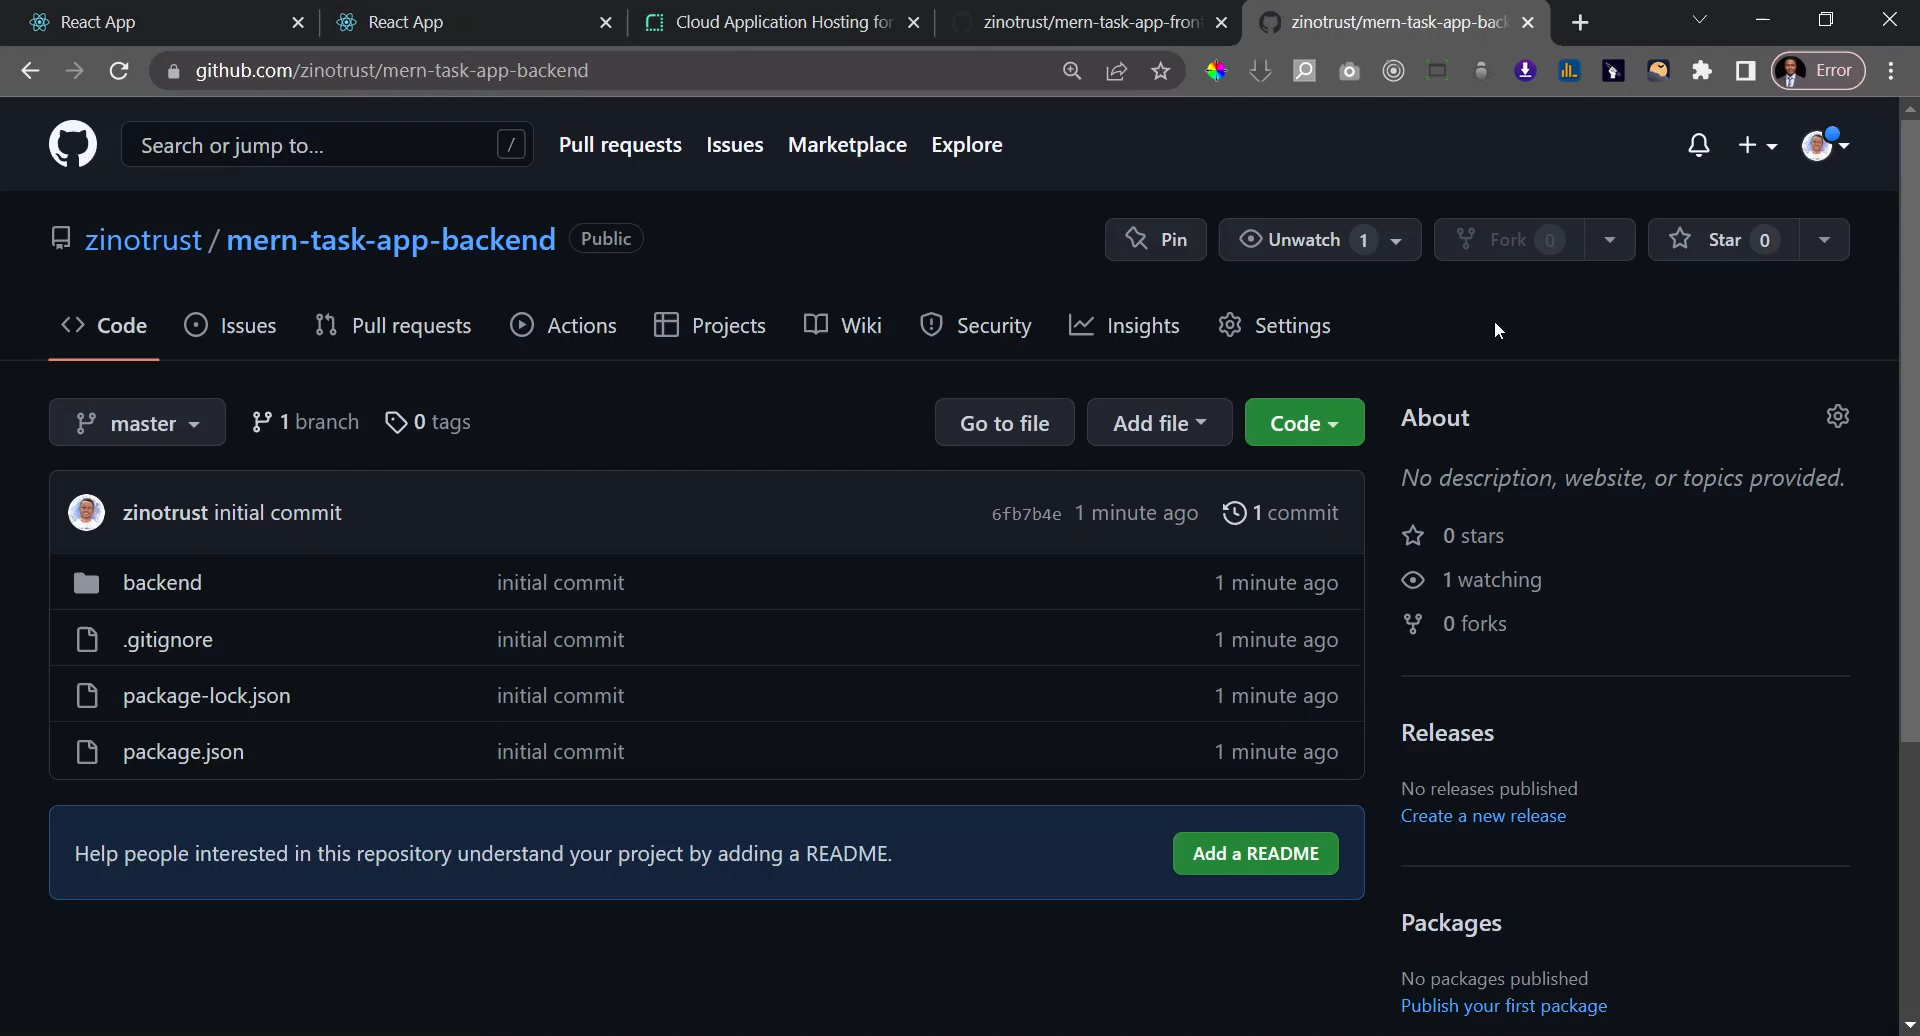 React App
React App
Cloud Application Hosting for
zinotrust/mern-task-app-fron
zinotrust/mern-task-app-back
github.com/zinotrust/mern-task-app-backend
Error
Search or jump to... /
Pull requests Issues Marketplace Explore
zinotrust / mern-task-app-backend Public
Pin Unwatch 1 Fork 0 Star 0
Code Issues Pull requests Actions Projects Wiki Security Insights Settings
master 1 branch 0 tags Go to file Add file Code
zinotrust initial commit 6fb7b4e 1 minute ago 1 commit
backend initial commit 1 minute ago
.gitignore initial commit 1 minute ago
package-lock.json initial commit 1 minute ago
package.json initial commit 1 minute ago
Help people interested in this repository understand your project by adding a README. Add a README
About
No description, website, or topics provided.
0 stars
1 watching
0 forks
Releases
No releases published
Create a new release
Packages
No packages published
Publish your first package